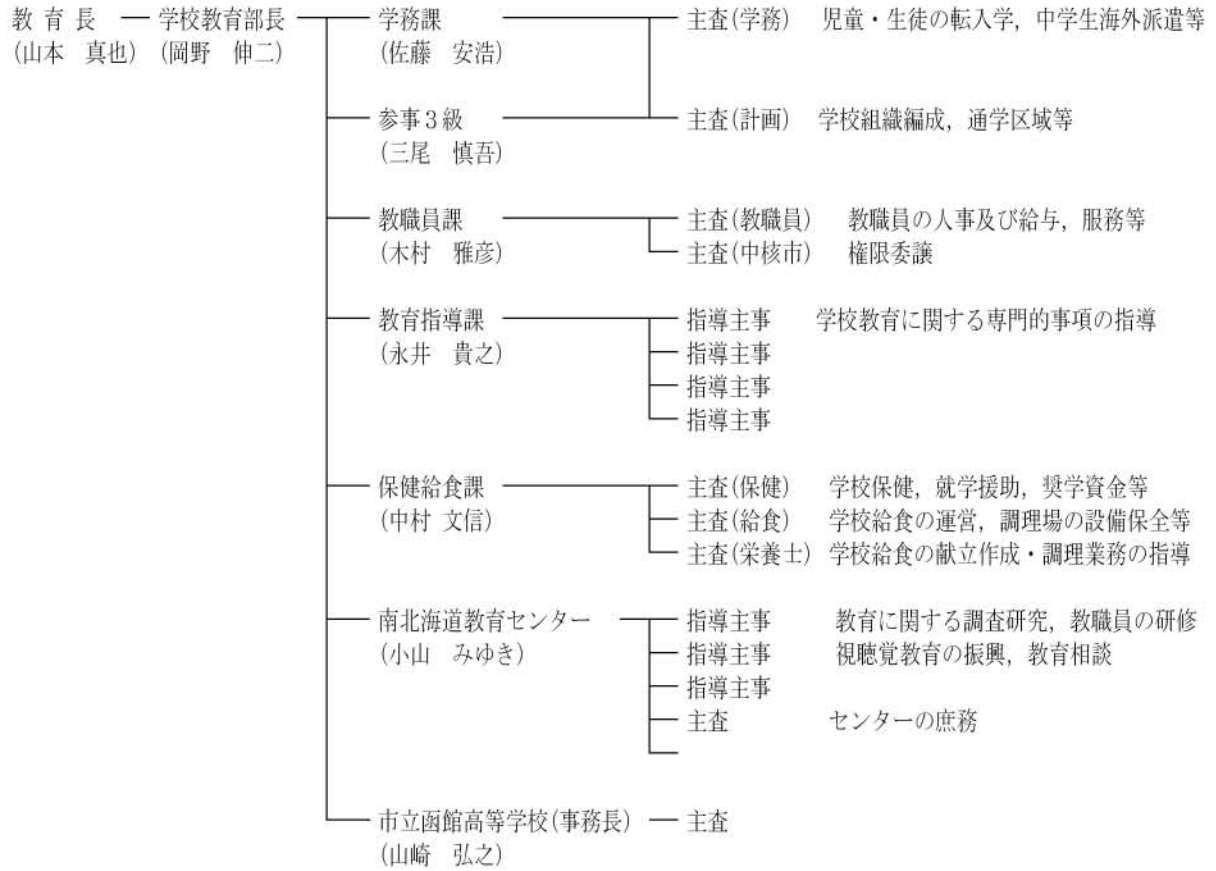 教 育 長 学校教育部長 学務課 主査(学務) 児童・生徒の転入学，中学生海外派遣等
(山本 真也) (岡野 伸二) (佐藤 安浩)
参事３級 主査(計画) 学校組織編成，通学区域等
(三尾 慎吾)
教職員課 主査(教職員) 教職員の人事及び給与，服務等
(木村 雅彦) 主査(中核市) 権限委譲
教育指導課 指導主事 学校教育に関する専門的事項の指導
(永井 貴之) 指導主事
指導主事
指導主事
保健給食課 主査(保健) 学校保健，就学援助，奨学資金等
(中村 文信) 主査(給食) 学校給食の運営，調理場の設備保全等
主査(栄養士) 学校給食の献立作成・調理業務の指導
南北海道教育センター 指導主事 教育に関する調査研究，教職員の研修
(小山 みゆき) 指導主事 視聴覚教育の振興，教育相談
指導主事
主査 センターの庶務
市立函館高等学校(事務長) 主査
(山崎 弘之)